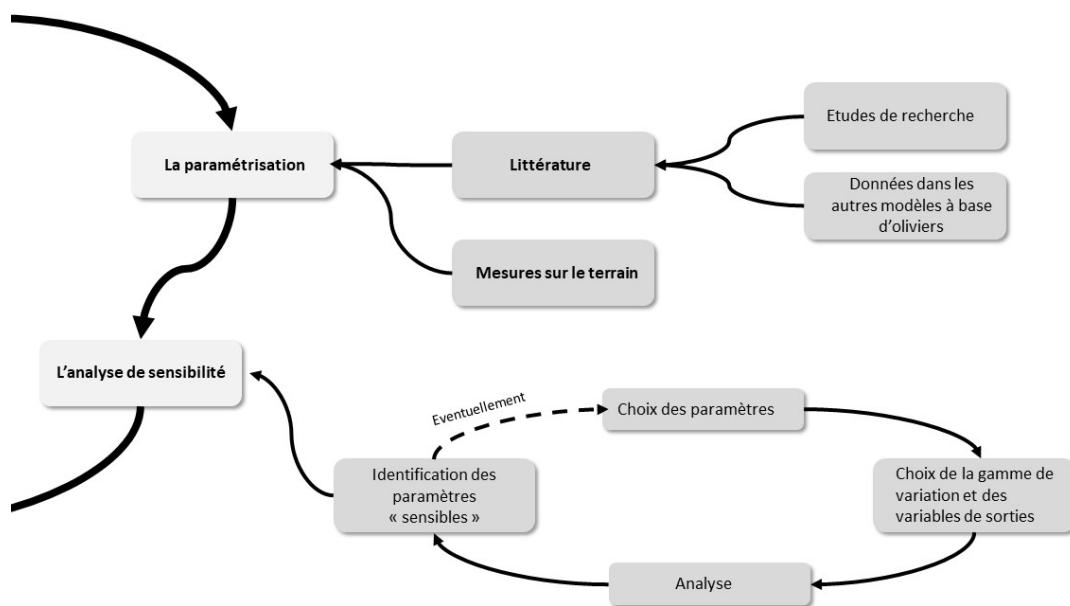 Etudes de recherche
La paramétrisation
Littérature
Données dans les
autres modèles à base
d'oliviers
Mesures sur le terrain
L'analyse de sensibilité
Eventuellement
Choix des paramètres
Identification des
paramètres
« sensibles »
Choix de la gamme de
variation et des
variables de sorties
Analyse